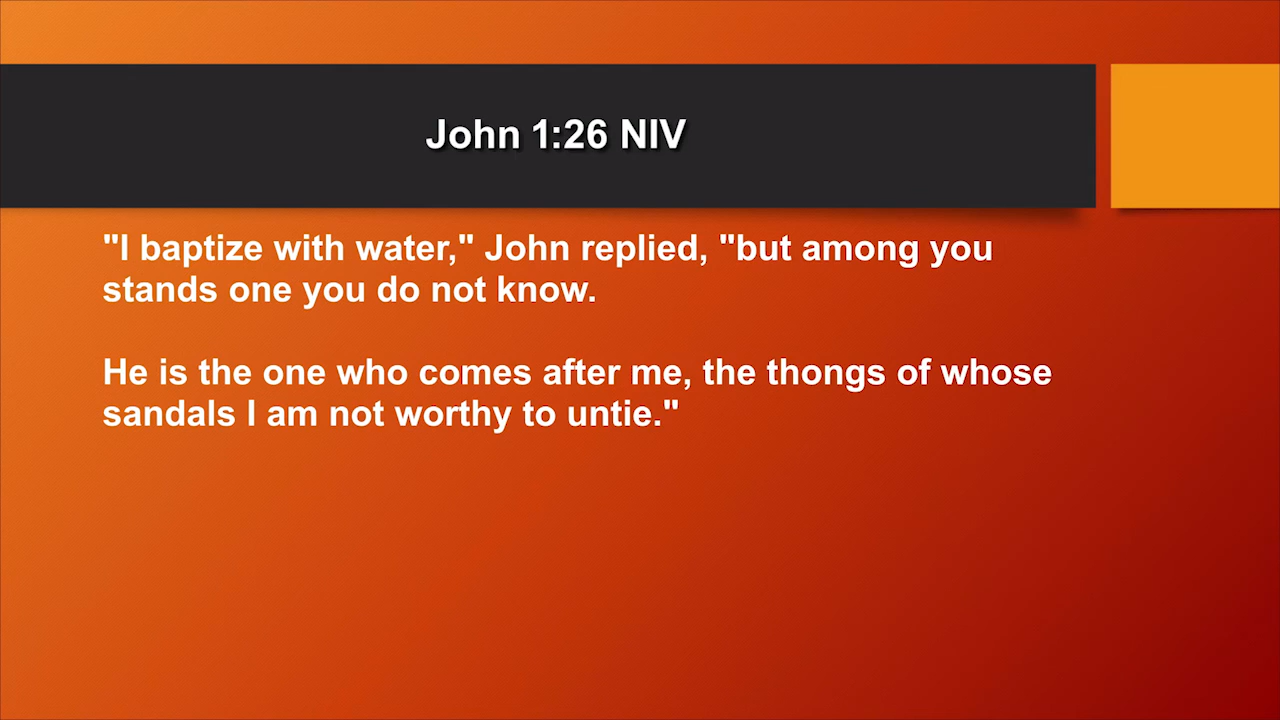 John 1:26 NIV
"I baptize with water," John replied, "but among you
stands one you do not know.
He is the one who comes after me, the thongs of whose
sandals I am not worthy to untie."